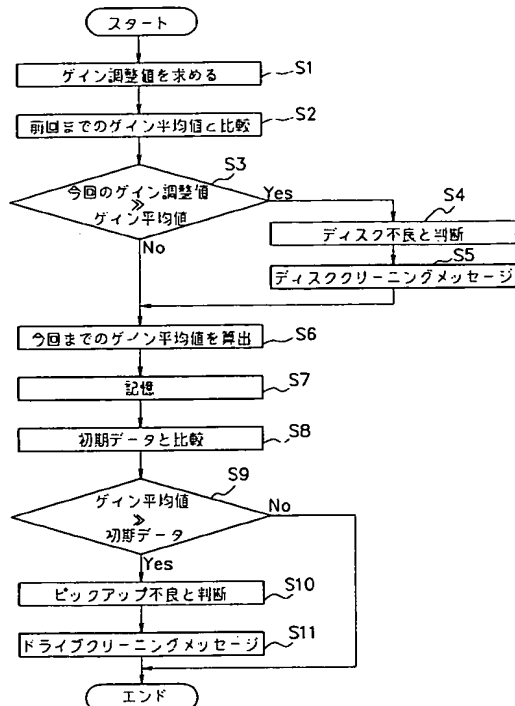 スタート
ゲイン調整値を求める
S1
前回までのゲイン平均値と比較
S2
S3
今回のゲイン調整値
≫
ゲイン平均値
Yes
No
S4
ディスク不良と判断
S5
ディスククリーニングメッセージ
今回までのゲイン平均値を算出
S6
記憶
S7
初期データと比較
S8
S9
ゲイン平均値
≫
初期データ
No
Yes
ピックアップ不良と判断
S10
ドライブクリーニングメッセージ
S11
エンド